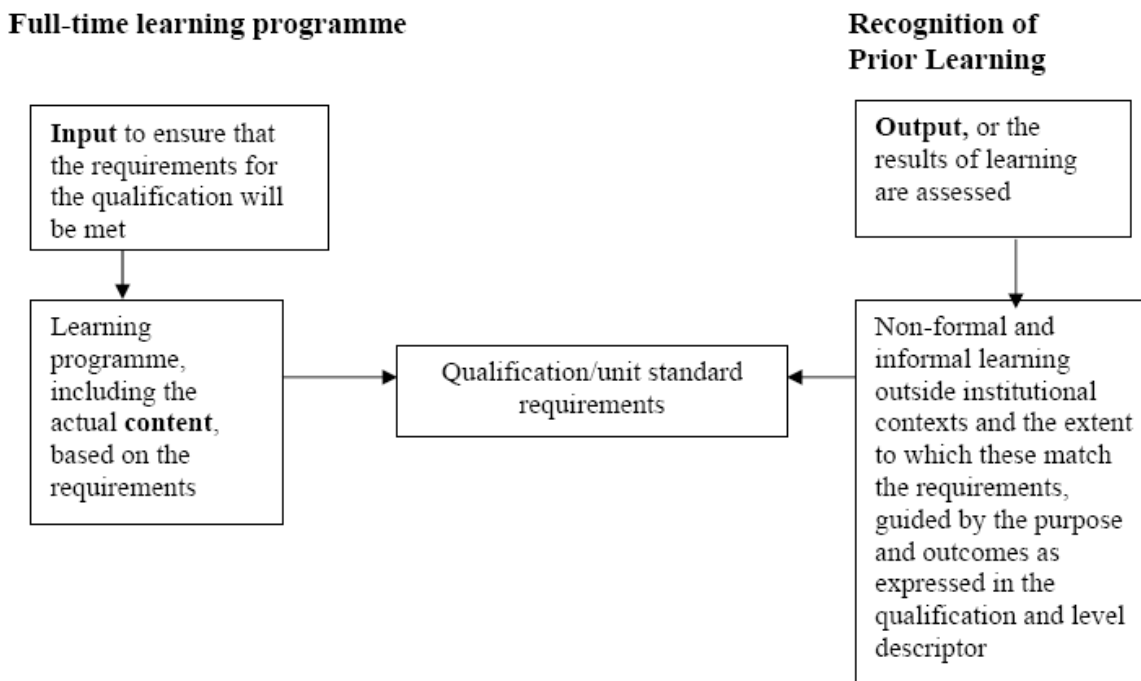 Full-time learning programme
Recognition of
Prior Learning
Input to ensure that
the requirements for
the qualification will
be met
Output, or the
results of learning
are assessed
Learning
programme,
including the
actual content,
based on the
requirements
Qualification/unit standard
requirements
Non-formal and
informal learning
outside institutional
contexts and the extent
to which these match
the requirements,
guided by the purpose
and outcomes as
expressed in the
qualification and level
descriptor